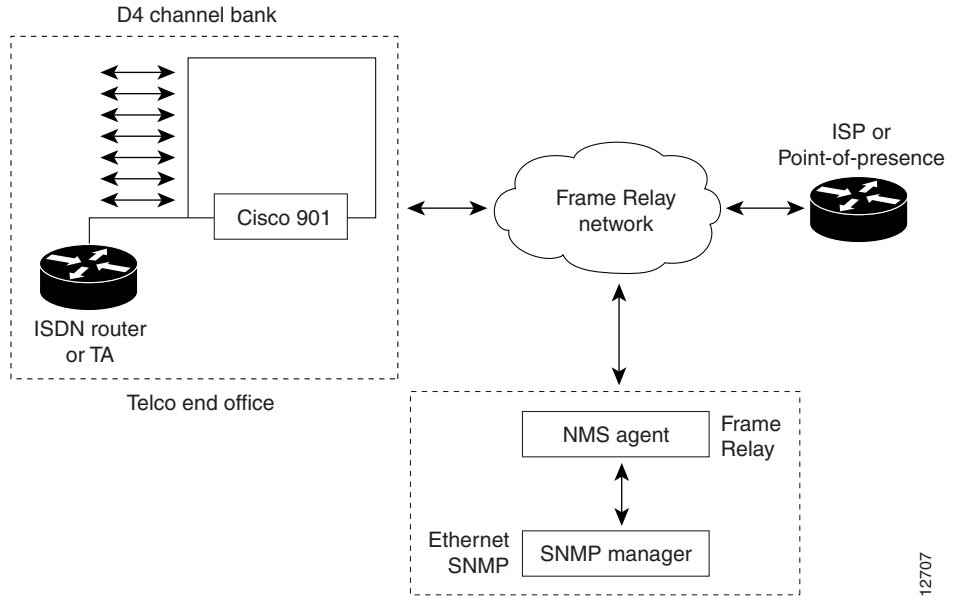 D4 channel bank
Cisco 901
ISDN router
or TA
Telco end office
Frame Relay
network
ISP or
Point-of-presence
NMS agent
Frame
Relay
Ethernet
SNMP
SNMP manager
12707